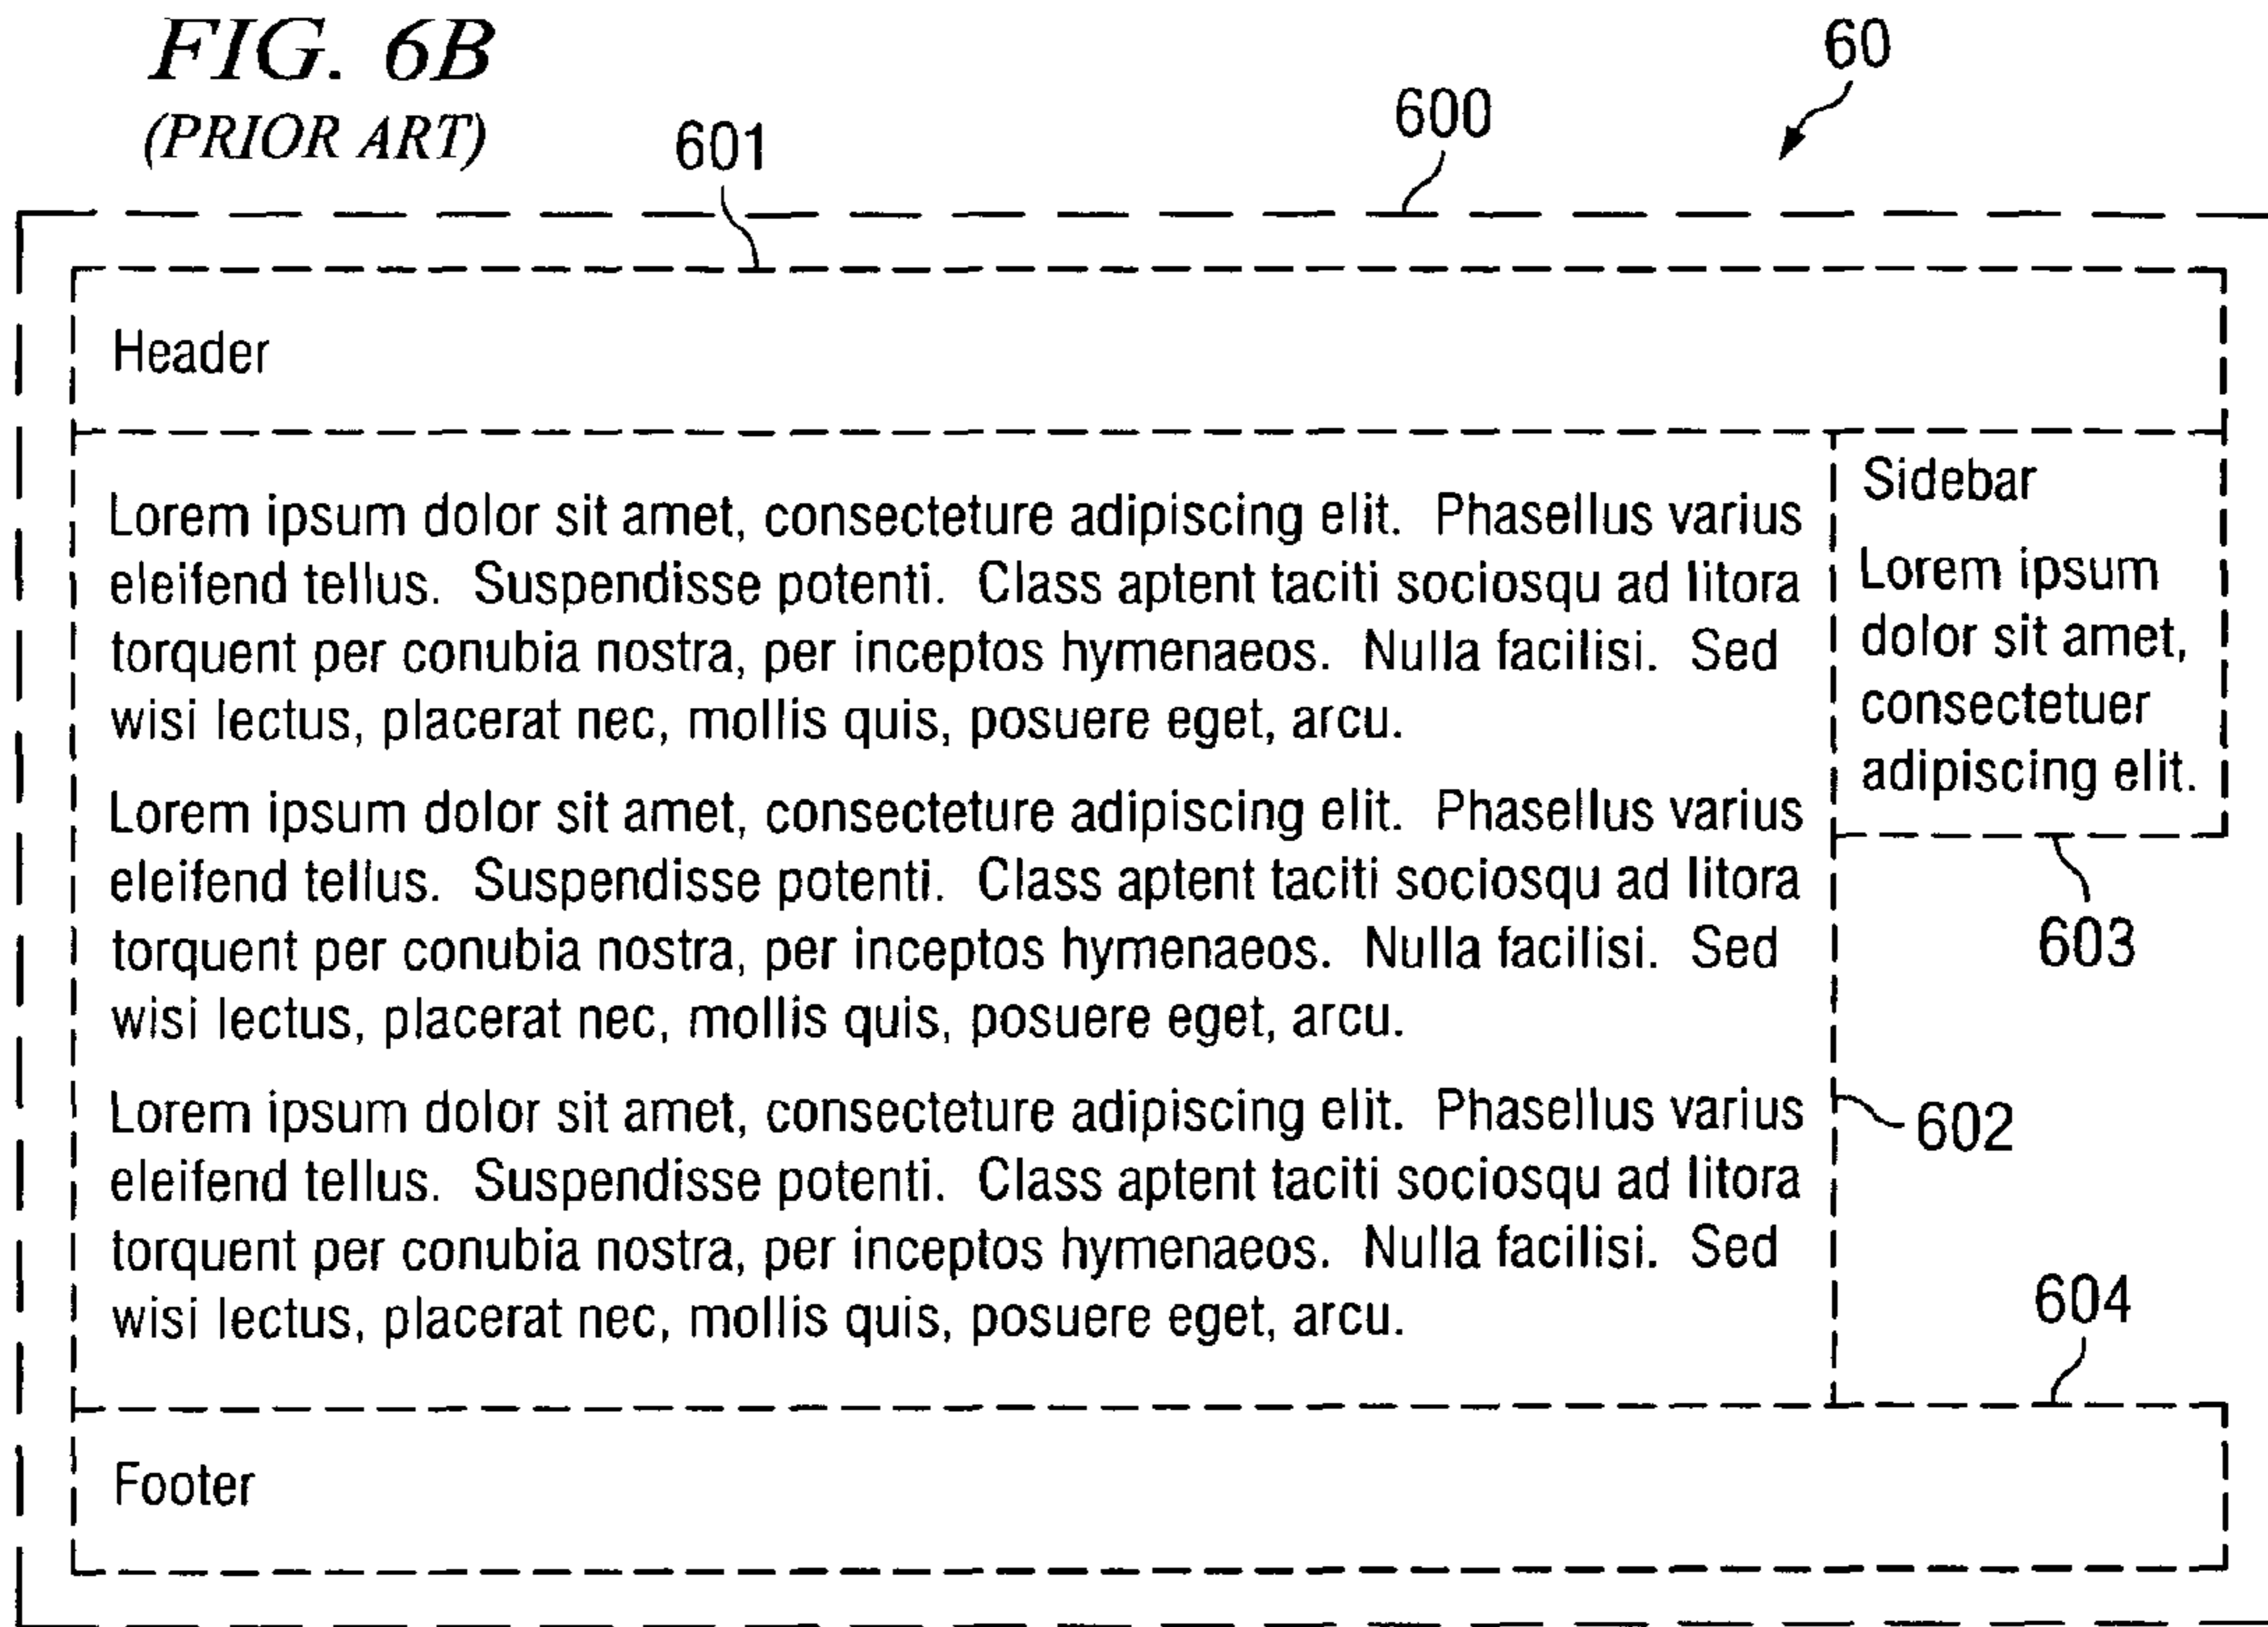 FIG. 6B
(PRIOR ART)
60
600
601
Header
Lorem ipsum dolor sit amet, consecteture adipiscing elit. Phasellus varius
eleifend tellus. Suspendisse potenti. Class aptent taciti sociosqu ad litora
torquent per conubia nostra, per inceptos hymenaeos. Nulla facilisi. Sed
wisi lectus, placerat nec, mollis quis, posuere eget, arcu.
Lorem ipsum dolor sit amet, consecteture adipiscing elit. Phasellus varius
eleifend tellus. Suspendisse potenti. Class aptent taciti sociosqu ad litora
torquent per conubia nostra, per inceptos hymenaeos. Nulla facilisi. Sed
wisi lectus, placerat nec, mollis quis, posuere eget, arcu.
Lorem ipsum dolor sit amet, consecteture adipiscing elit. Phasellus varius
eleifend tellus. Suspendisse potenti. Class aptent taciti sociosqu ad litora
torquent per conubia nostra, per inceptos hymenaeos. Nulla facilisi. Sed
wisi lectus, placerat nec, mollis quis, posuere eget, arcu.
Sidebar
Lorem ipsum
dolor sit amet,
consectetuer
adipiscing elit.
603
602
604
Footer